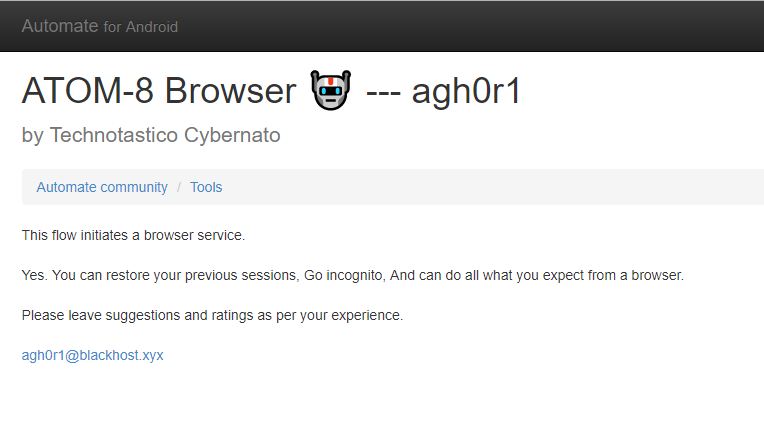 Automate for Android
ATOM-8 Browser 🤖 --- agh0r1
by Technotastico Cybernato
Automate community / Tools
This flow initiates a browser service.
Yes. You can restore your previous sessions, Go incognito, And can do all what you expect from a browser.
Please leave suggestions and ratings as per your experience.
agh0r1@blackhost.xyx